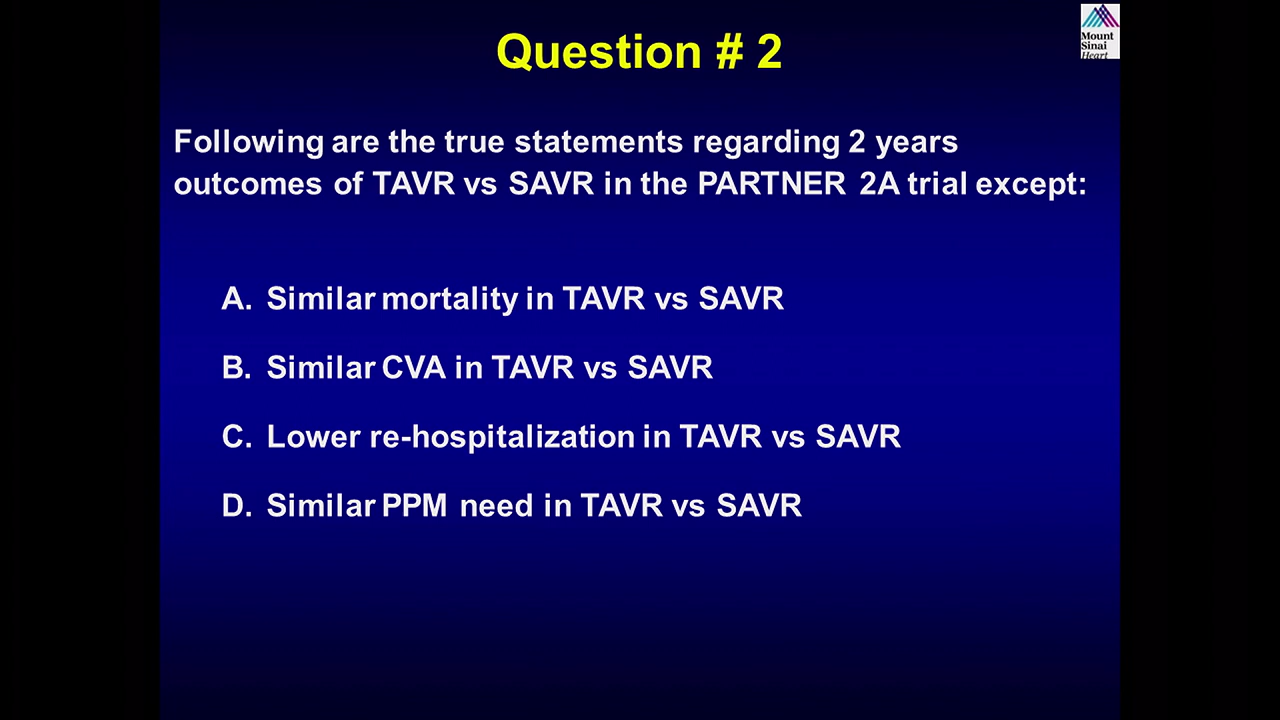 Question # 2
Mount
Sinai
Heart
Following are the true statements regarding 2 years
outcomes of TAVR vs SAVR in the PARTNER 2A trial except:
A. Similar mortality in TAVR vs SAVR
B. Similar CVA in TAVR vs SAVR
C. Lower re-hospitalization in TAVR vs SAVR
D. Similar PPM need in TAVR vs SAVR